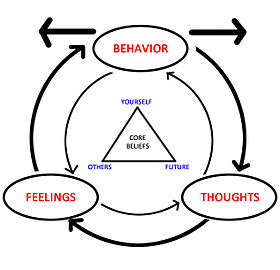 BEHAVIOR
YOURSELF
CORE
BELIEFS
OTHERS
FUTURE
FEELINGS
THOUGHTS